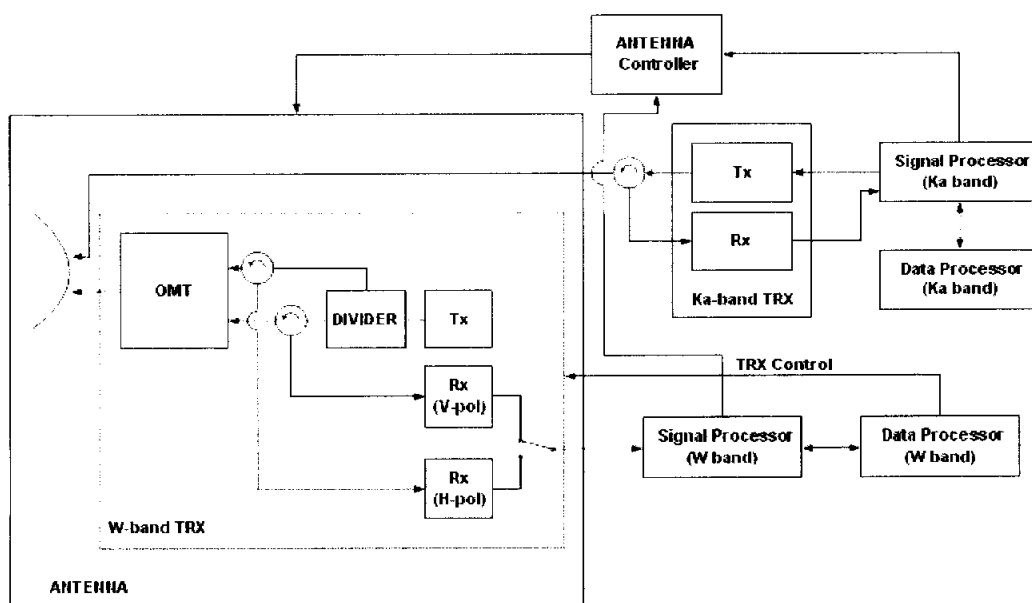 ANTENNA
Controller
Tx
Signal Processor
(Ka band)
Rx
Data Processor
(Ka band)
Ka-band TRX
OMT
DIVIDER
Tx
TRX Control
Rx
(V-pol)
Signal Processor
(W band)
Data Processor
(W band)
Rx
(H-pol)
W-band TRX
ANTENNA